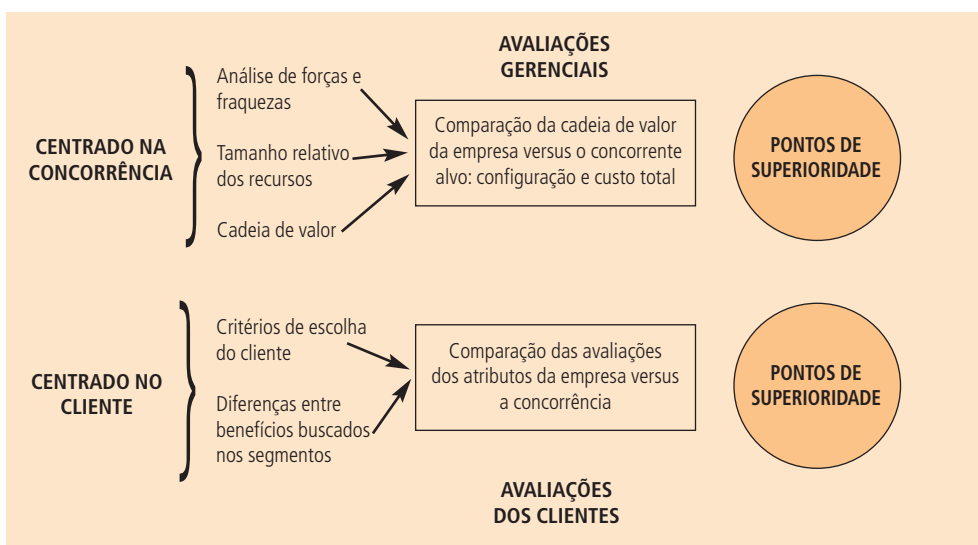 AVALIAÇÕES
GERENCIAIS
CENTRADO NA
CONCORRÊNCIA
Análise de forças e
fraquezas
Tamanho relativo
dos recursos
Cadeia de valor
Comparação da cadeia de valor
da empresa versus o concorrente
alvo: configuração e custo total
PONTOS DE
SUPERIORIDADE
CENTRADO NO
CLIENTE
Critérios de escolha
do cliente
Diferenças entre
benefícios buscados
nos segmentos
Comparação das avaliações
dos atributos da empresa versus
a concorrência
PONTOS DE
SUPERIORIDADE
AVALIAÇÕES
DOS CLIENTES